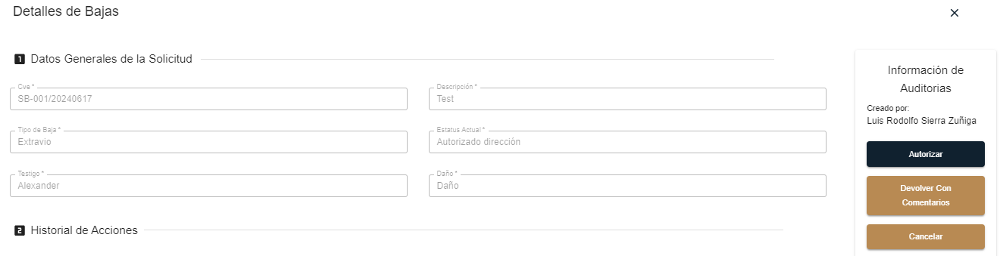 Detalles de Bajas
1 Datos Generales de la Solicitud
Cve *
SB-001/20240617
Descripción *
Test
Tipo de Baja *
Extravio
Estatus Actual *
Autorizado dirección
Testigo *
Alexander
Daño *
Daño
2 Historial de Acciones
Información de
Auditorias
Creado por:
Luis Rodolfo Sierra Zuñiga
Autorizar
Devolver Con
Comentarios
Cancelar